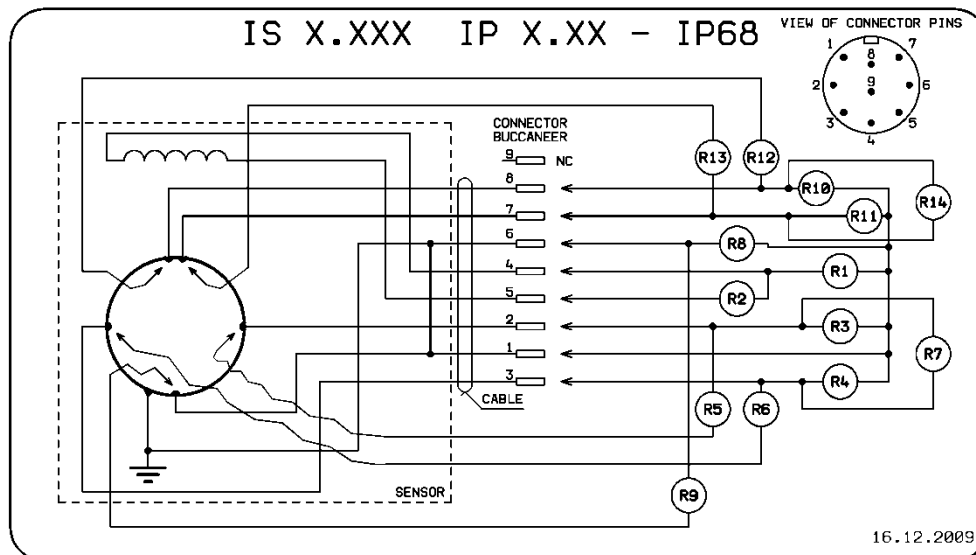 IS X.XXX IP X.XX - IP68
VIEW OF CONNECTOR PINS
1 8 7
2 9 6
3 4 5
CONNECTOR
BUCCANEER
9 NC
8
7
6
4
5
2
1
3
R13 R12
R10
R11
R14
R8
R1
R2
R3
R7
R4
R5 R6
R9
CABLE
SENSOR
16.12.2009